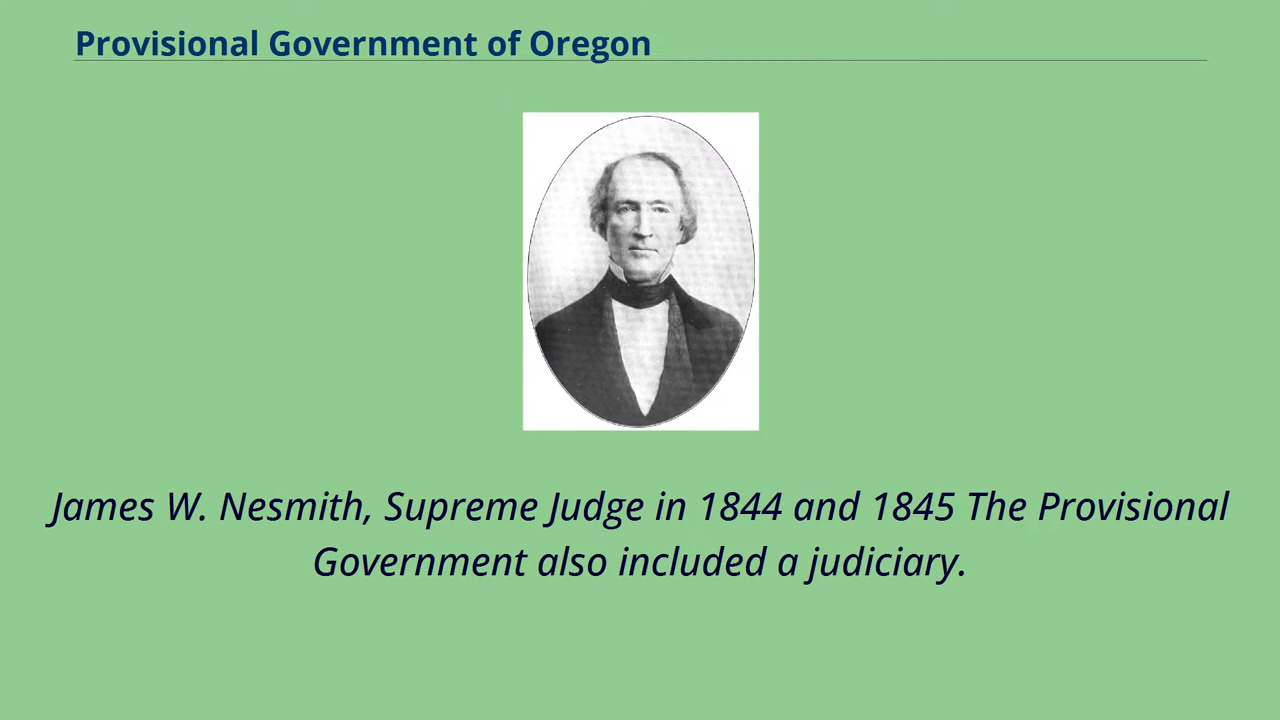 Provisional Government of Oregon
James W. Nesmith, Supreme Judge in 1844 and 1845 The Provisional
Government also included a judiciary.